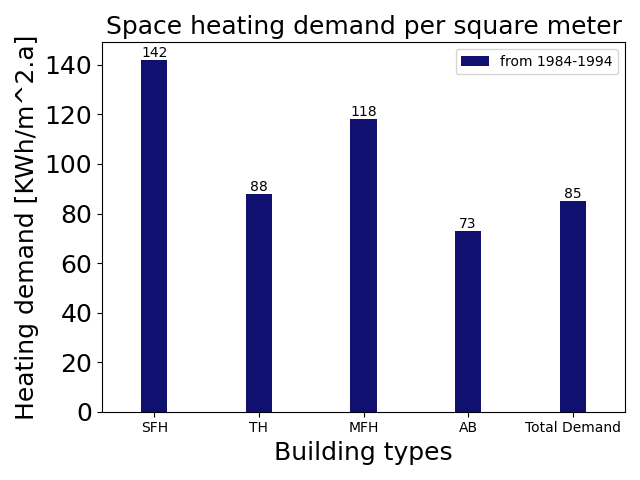 Space heating demand per square meter
Heating demand [KWh/m^2.a]
140
120
100
80
60
40
20
0
142
88
118
73
85
from 1984-1994
SFH
TH
MFH
AB
Total Demand
Building types